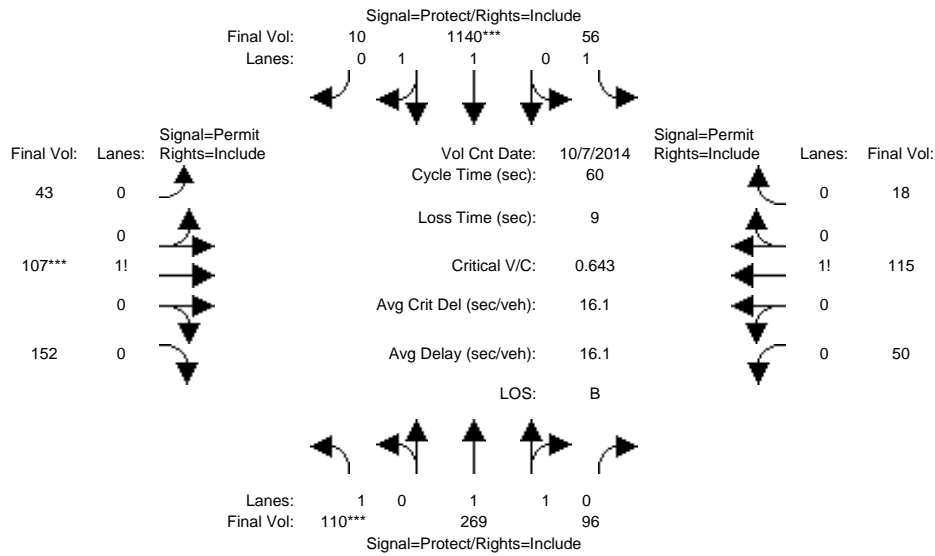 Signal=Protect/Rights=Include
Final Vol: 10 1140*** 56
Lanes: 0 1 1 0 1
Signal=Permit Signal=Permit
Final Vol: Lanes: Rights=Include Vol Cnt Date: 10/7/2014 Rights=Include Lanes: Final Vol:
Cycle Time (sec): 60
43 0 0 18
Loss Time (sec): 9
0 0
107*** 1! Critical V/C: 0.643 1! 115
0 Avg Crit Del (sec/veh): 16.1 0
152 0 Avg Delay (sec/veh): 16.1 0 50
LOS: B
Lanes: 1 0 1 1 0
Final Vol: 110*** 269 96
Signal=Protect/Rights=Include